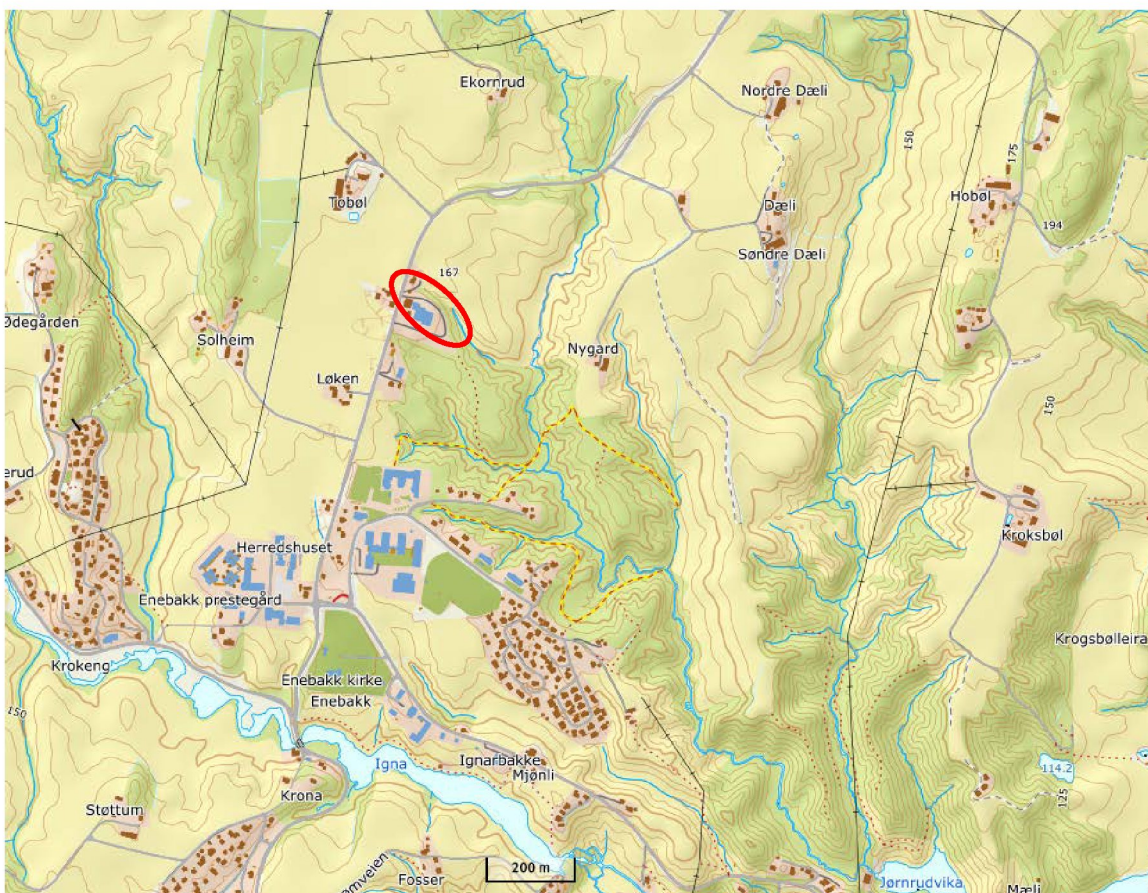 Ekornrud
Nordre Dæli
150
175
Tobøl
Dæli
Hobøl
194
Søndre Dæli
167
Ødegården
Solheim
Nygard
Løken
150
erud
Kroksbøl
Herredshuset
Enebakk prestegård
Krogsbølleira
Krokeng
Enebakk kirke
Enebakk
150
Igna
Ignarbakke
Mjønli
114.2
Krona
125
Støttum
200 m
ømveien
Fosser
Jørnrudvika
Mæli